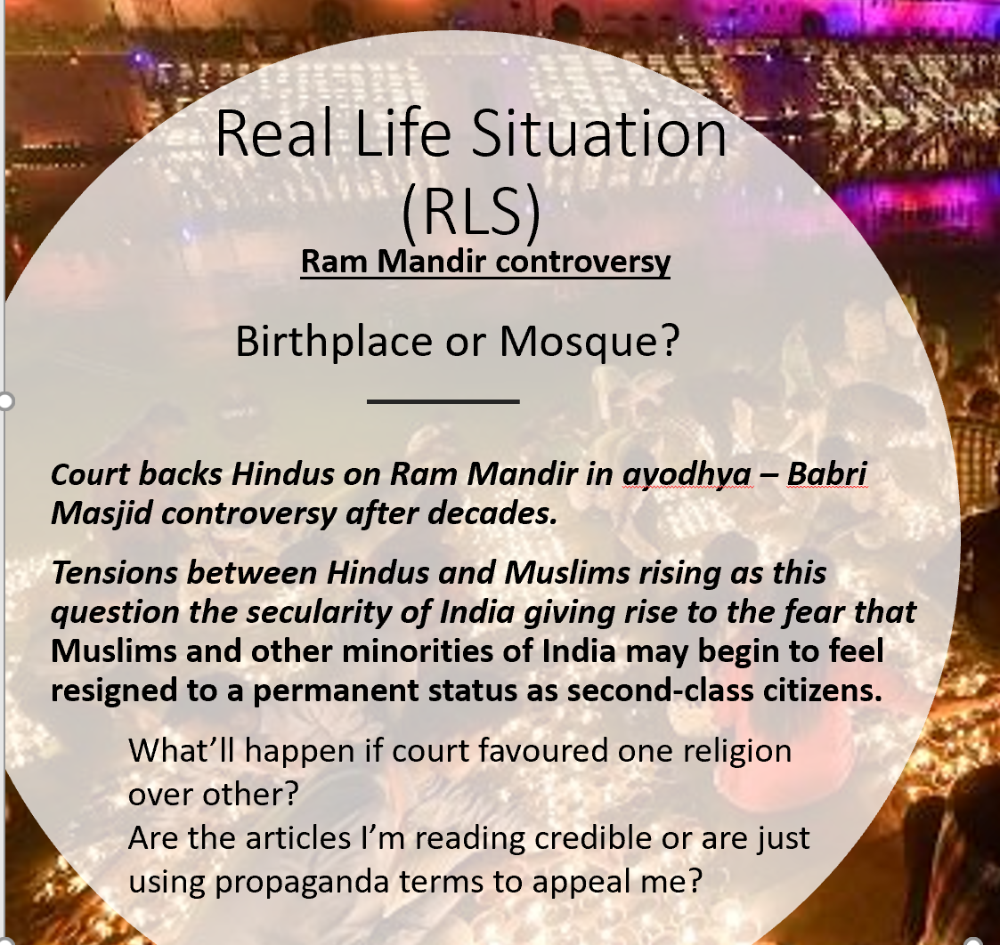 Real Life Situation
(RLS)
Ram Mandir controversy
Birthplace or Mosque?
Court backs Hindus on Ram Mandir in ayodhya – Babri
Masjid controversy after decades.
Tensions between Hindus and Muslims rising as this
question the secularity of India giving rise to the fear that
Muslims and other minorities of India may begin to feel
resigned to a permanent status as second-class citizens.
What’ll happen if court favoured one religion
over other?
Are the articles I’m reading credible or are just
using propaganda terms to appeal me?